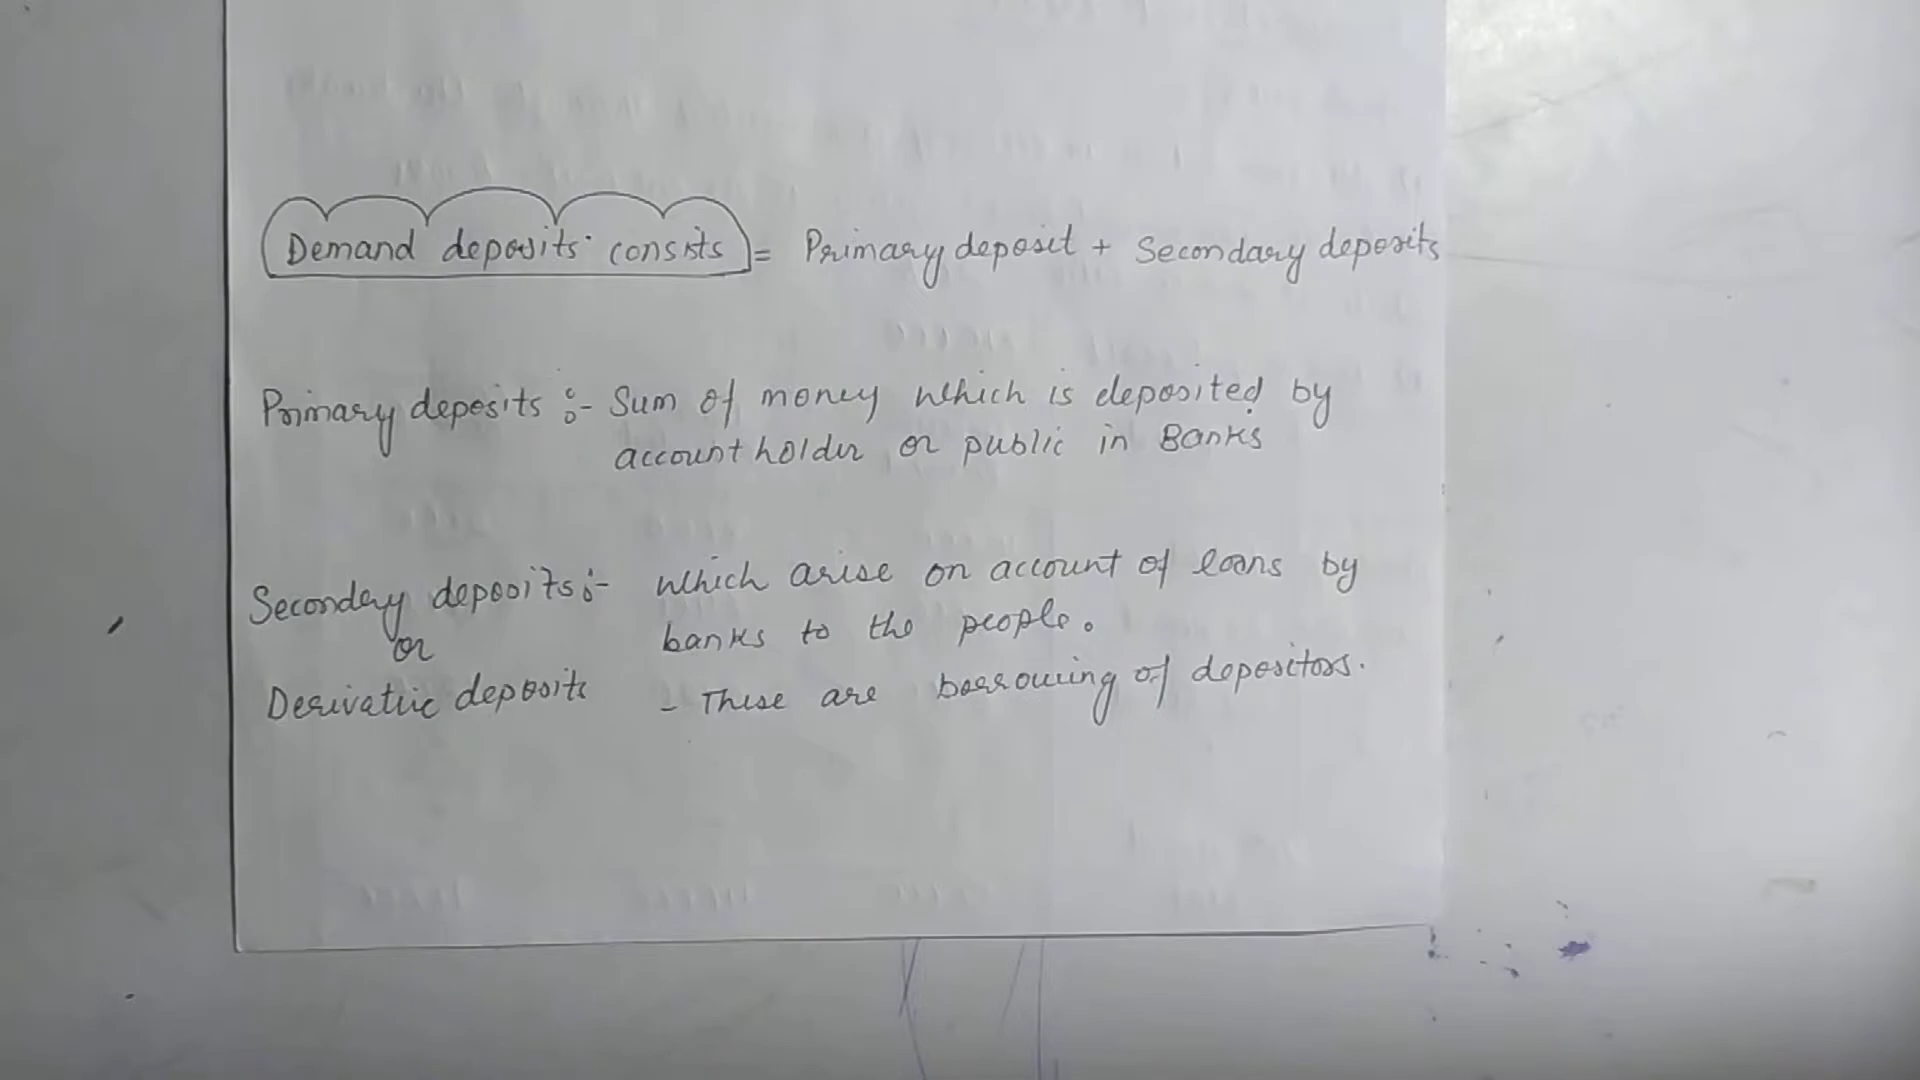 Demand deposits consists = Primary deposit + Secondary deposits
Primary deposits :- Sum of money which is deposited by
account holder or public in Banks
Secondary deposits :- which arise on account of loans by
or banks to the people.
Derivative deposits - These are borrowing of depositors.